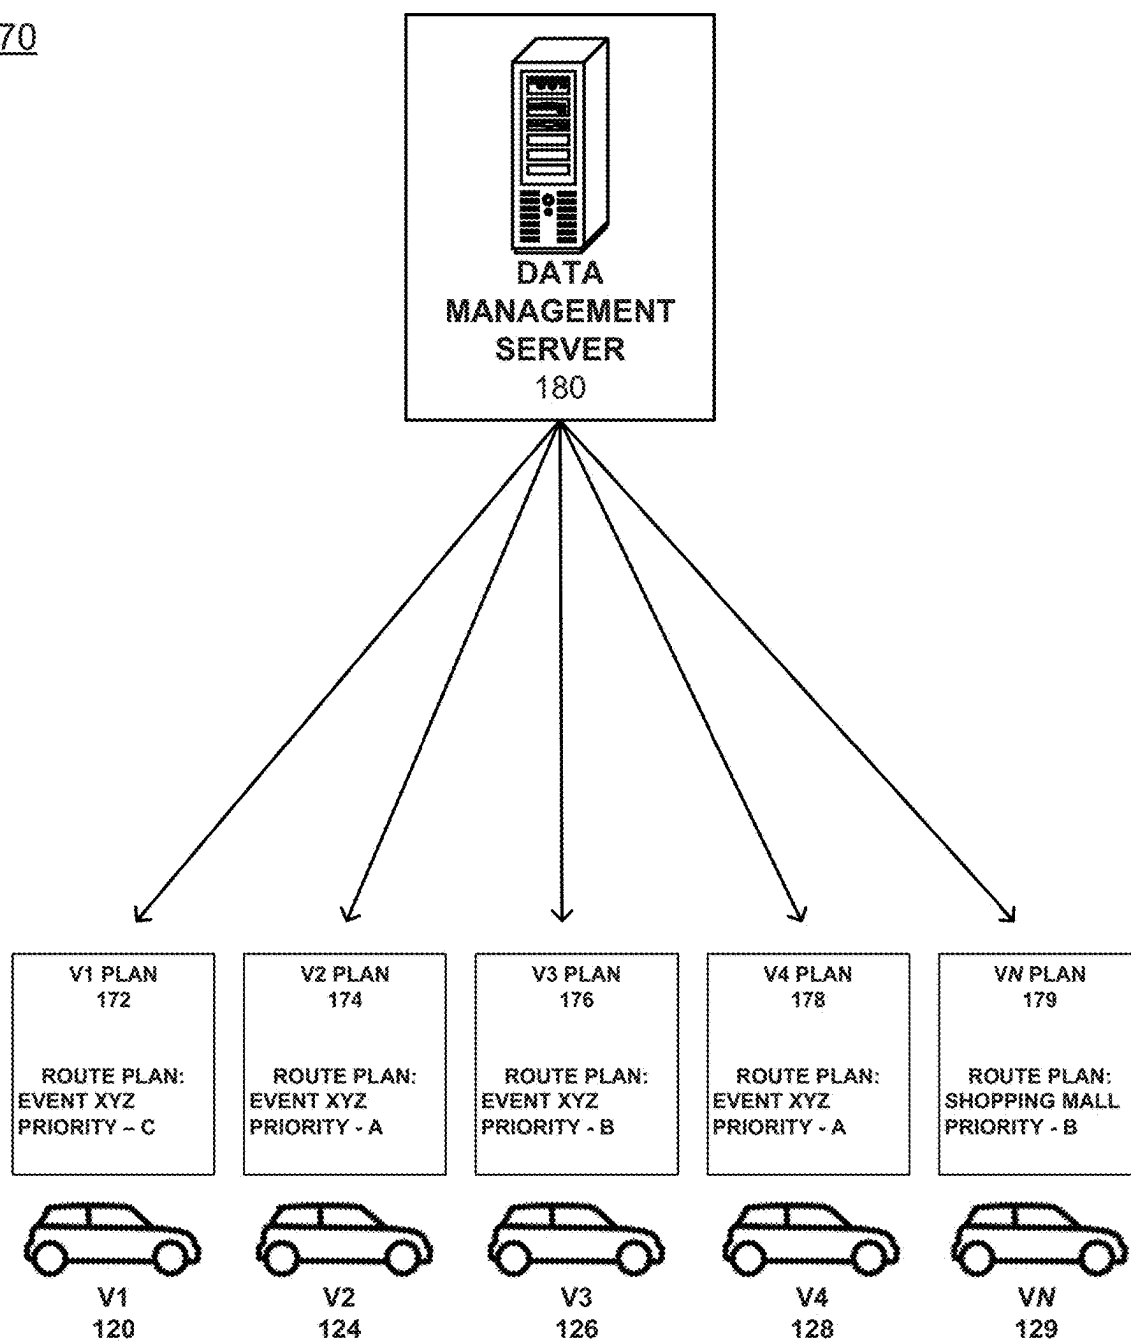 70
DATA
MANAGEMENT
SERVER
180
V1 PLAN
172
ROUTE PLAN:
EVENT XYZ
PRIORITY – C
V2 PLAN
174
ROUTE PLAN:
EVENT XYZ
PRIORITY - A
V3 PLAN
176
ROUTE PLAN:
EVENT XYZ
PRIORITY - B
V4 PLAN
178
ROUTE PLAN:
EVENT XYZ
PRIORITY - A
VN PLAN
179
ROUTE PLAN:
SHOPPING MALL
PRIORITY - B
V1
120
V2
124
V3
126
V4
128
VN
129